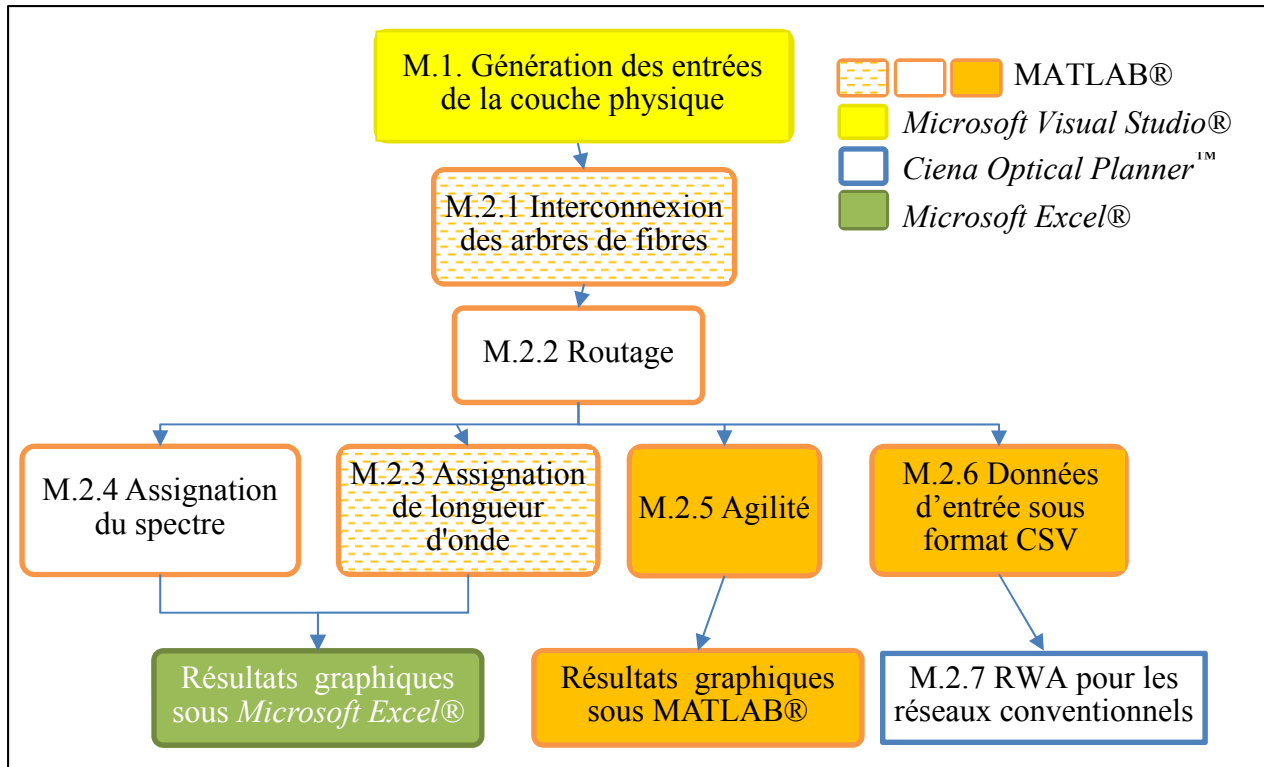 M.1. Génération des entrées
de la couche physique
MATLAB®
Microsoft Visual Studio®
Ciena Optical Planner™
Microsoft Excel®
M.2.1 Interconnexion
des arbres de fibres
M.2.2 Routage
M.2.4 Assignation
du spectre
M.2.3 Assignation
de longueur
d'onde
M.2.5 Agilité
M.2.6 Données
d’entrée sous
format CSV
Résultats graphiques
sous Microsoft Excel®
Résultats graphiques
sous MATLAB®
M.2.7 RWA pour les
réseaux conventionnels